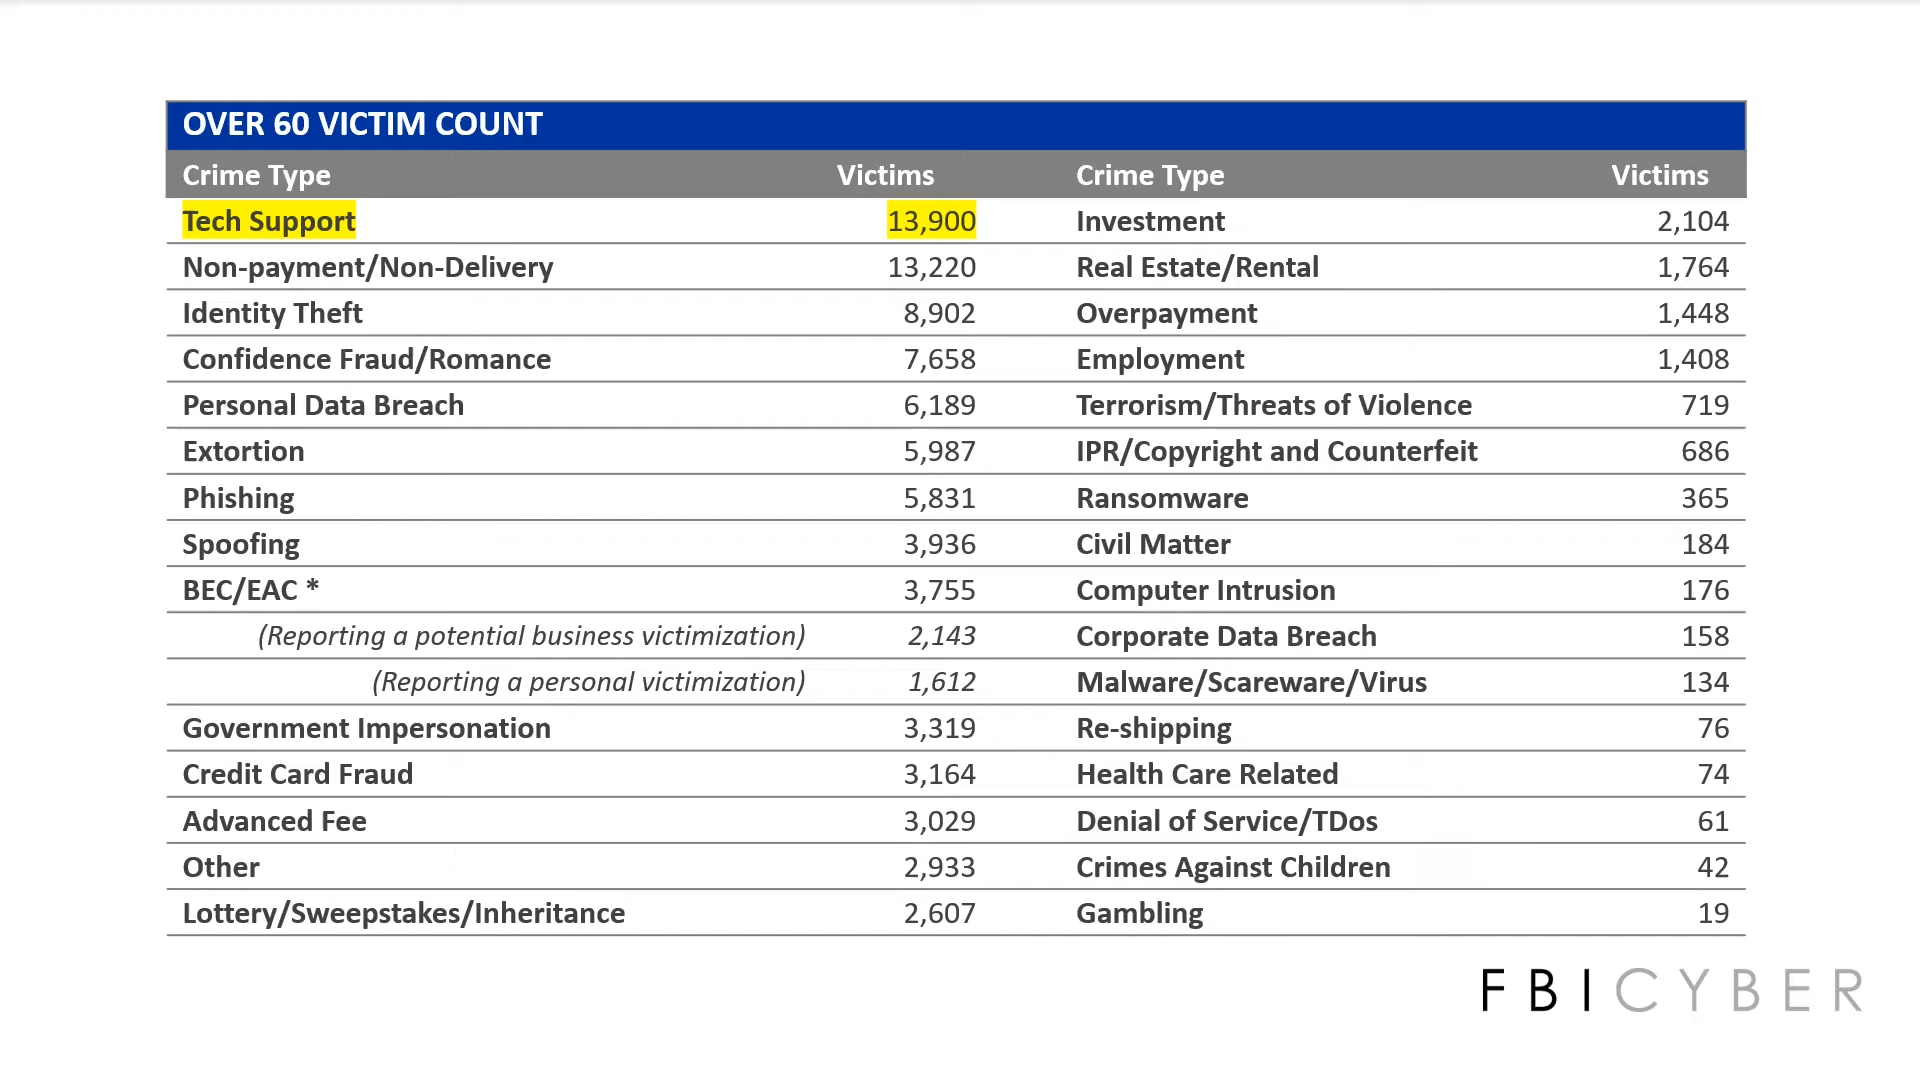 OVER 60 VICTIM COUNT
Crime Type Victims Crime Type Victims
Tech Support 13,900 Investment 2,104
Non-payment/Non-Delivery 13,220 Real Estate/Rental 1,764
Identity Theft 8,902 Overpayment 1,448
Confidence Fraud/Romance 7,658 Employment 1,408
Personal Data Breach 6,189 Terrorism/Threats of Violence 719
Extortion 5,987 IPR/Copyright and Counterfeit 686
Phishing 5,831 Ransomware 365
Spoofing 3,936 Civil Matter 184
BEC/EAC * 3,755 Computer Intrusion 176
(Reporting a potential business victimization) 2,143 Corporate Data Breach 158
(Reporting a personal victimization) 1,612 Malware/Scareware/Virus 134
Government Impersonation 3,319 Re-shipping 76
Credit Card Fraud 3,164 Health Care Related 74
Advanced Fee 3,029 Denial of Service/TDos 61
Other 2,933 Crimes Against Children 42
Lottery/Sweepstakes/Inheritance 2,607 Gambling 19
FBICYBER